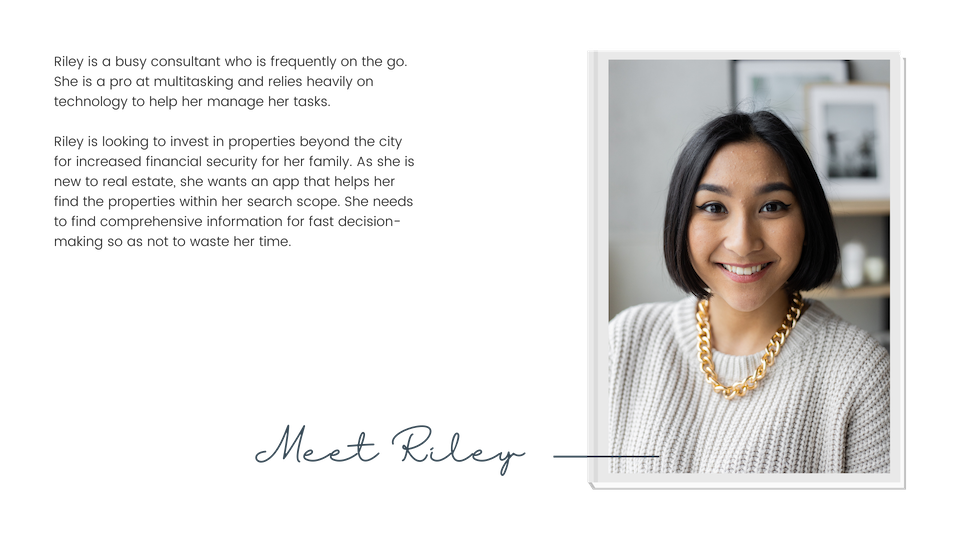 Riley is a busy consultant who is frequently on the go.
She is a pro at multitasking and relies heavily on
technology to help her manage her tasks.
Riley is looking to invest in properties beyond the city
for increased financial security for her family. As she is
new to real estate, she wants an app that helps her
find the properties within her search scope. She needs
to find comprehensive information for fast decision-
making so as not to waste her time.
Meet Riley